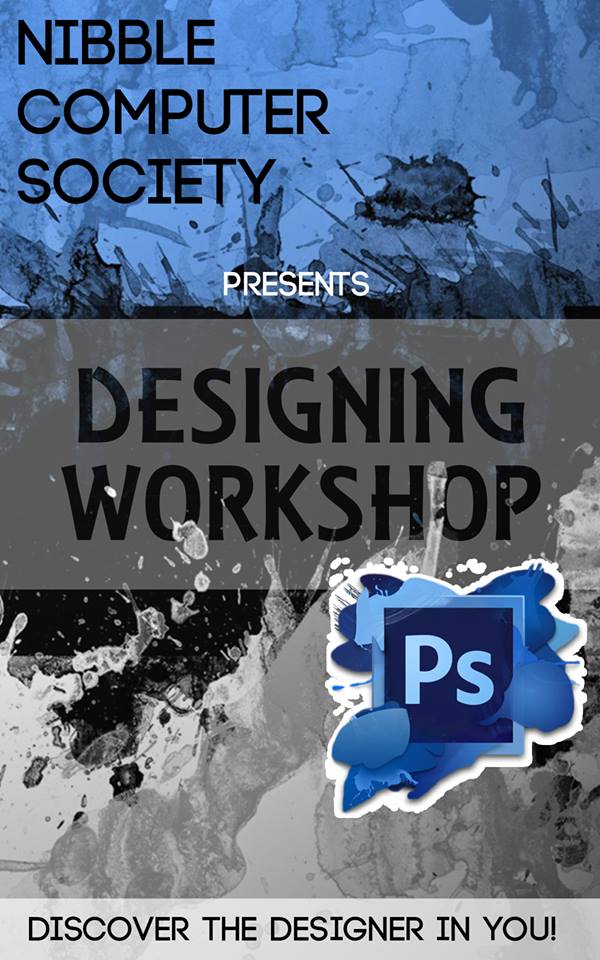 NIBBLE
COMPUTER
SOCIETY
PRESENTS
DESIGNING
WORKSHOP
Ps
DISCOVER THE DESIGNER IN YOU!